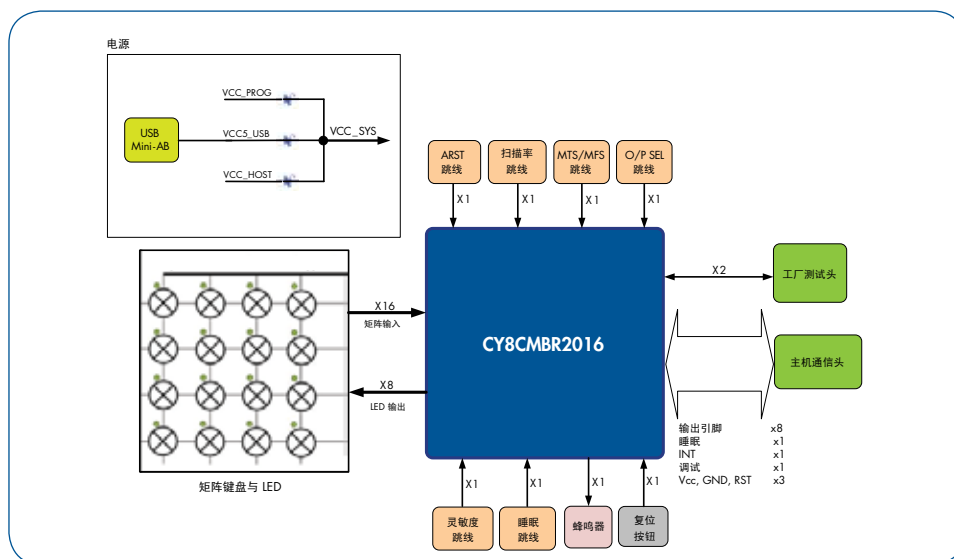 电源
VCC_PROG
USB
Mini-AB
VCC5_USB
VCC_SYS
VCC_HOST
ARST
跳线
扫描率
跳线
MTS/MFS
跳线
O/P SEL
跳线
X1
X1
X1
X1
X16
矩阵输入
X8
LED 输出
CY8CMBR2016
X2
工厂测试头
主机通信头
输出引脚 x8
睡眠 x1
INT x1
调试 x1
Vcc, GND, RST x3
矩阵键盘与 LED
X1
X1
X1
X1
灵敏度
跳线
睡眠
跳线
蜂鸣器
复位
按钮